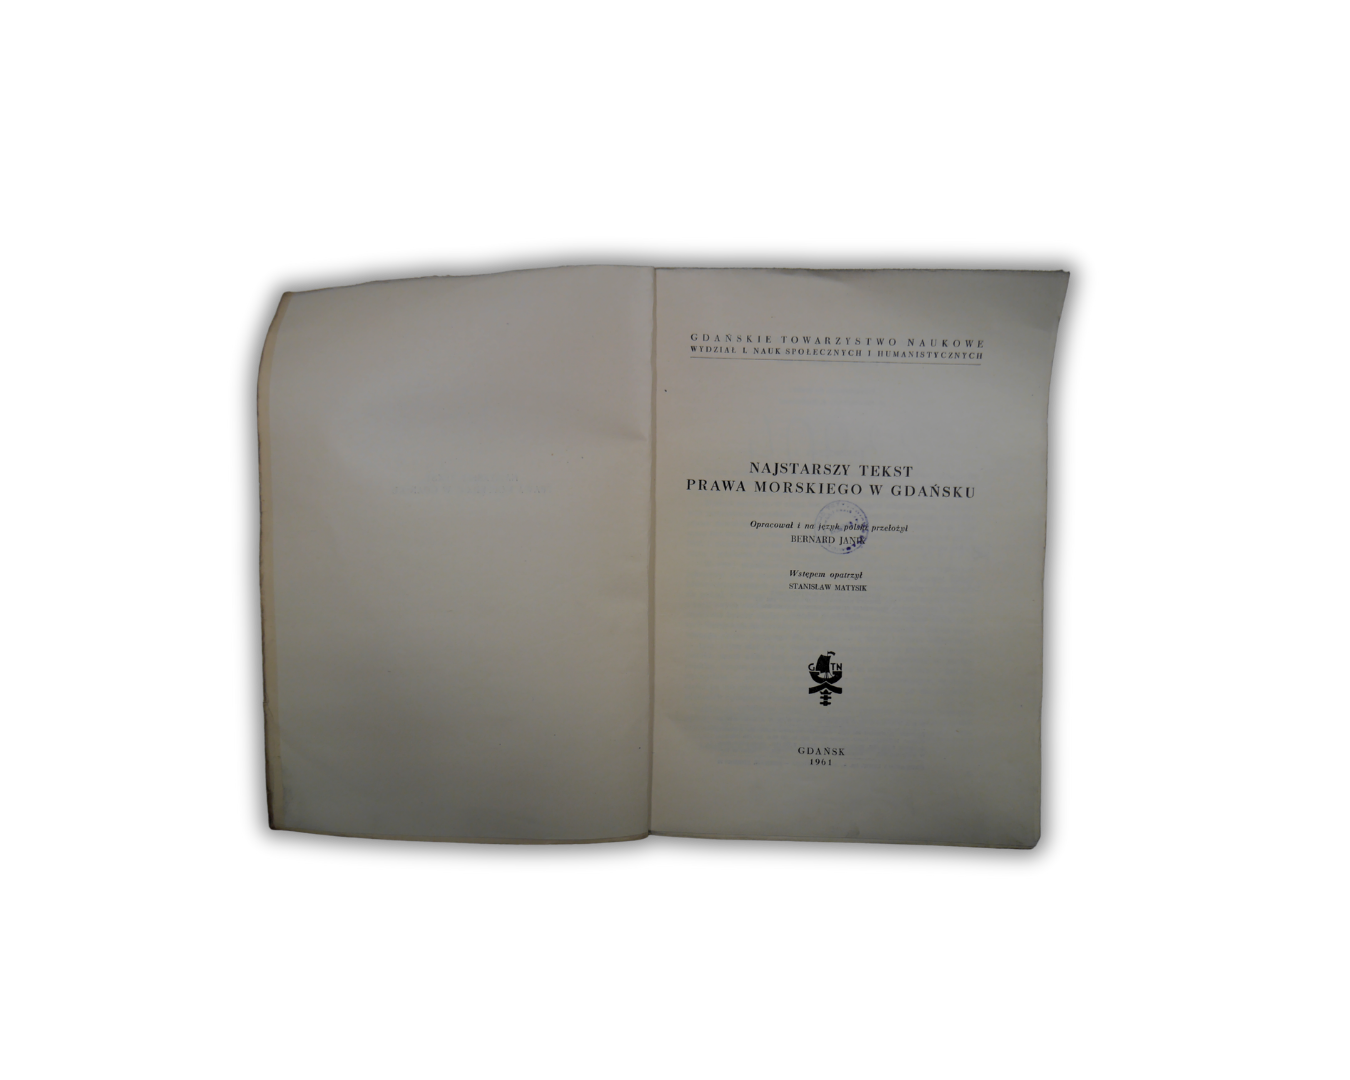 GDAŃSKIE TOWARZYSTWO NAUKOWE
WYDZIAŁ I. NAUK SPOŁECZNYCH I HUMANISTYCZNYCH
NAJSTARSZY TEKST
PRAWA MORSKIEGO W GDAŃSKU
Opracował i na język polski przełożył
BERNARD JANIK
Wstępem opatrzył
STANISŁAW MATYSIK
G TN
GDAŃSK
1961